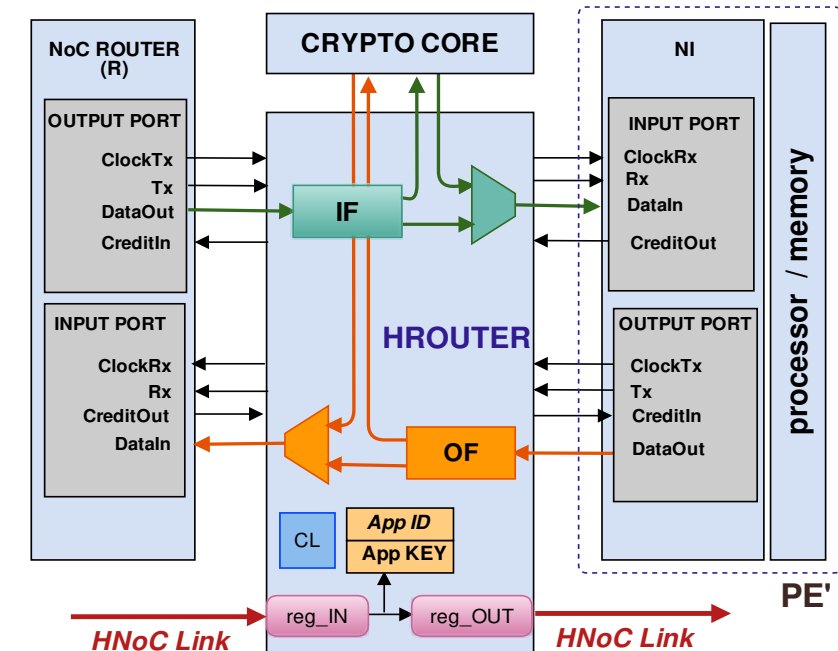 NoC ROUTER
(R)
OUTPUT PORT
ClockTx
Tx
DataOut
CreditIn
INPUT PORT
ClockRx
Rx
CreditOut
DataIn
CRYPTO CORE
IF
HROUTER
OF
CL
App ID
App KEY
reg_IN
reg_OUT
HNoC Link
HNoC Link
NI
INPUT PORT
ClockRx
Rx
DataIn
CreditOut
OUTPUT PORT
ClockTx
Tx
CreditIn
DataOut
processor / memory
PE'